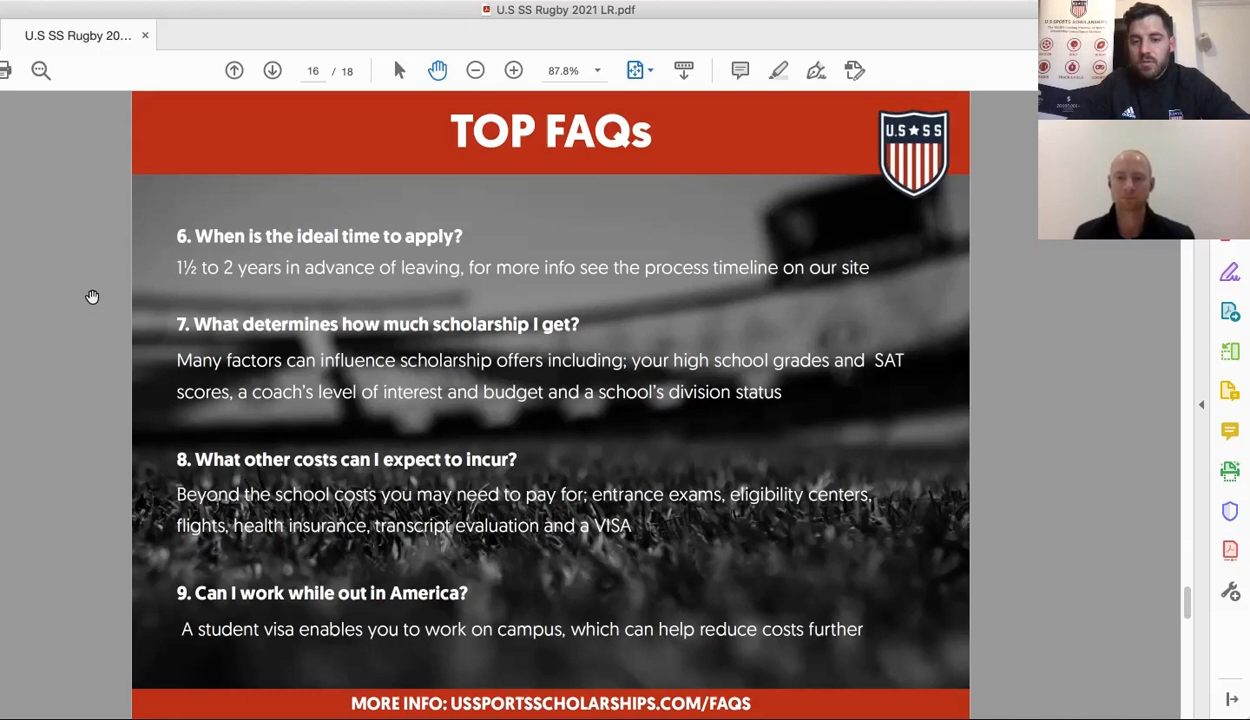 U.S SS Rugby 2021 LR.pdf
U.S SS Rugby 20... ×
16 / 18
87.8%
TOP FAQs
U.S★SS
6. When is the ideal time to apply?
1½ to 2 years in advance of leaving, for more info see the process timeline on our site
7. What determines how much scholarship I get?
Many factors can influence scholarship offers including; your high school grades and SAT
scores, a coach's level of interest and budget and a school's division status
8. What other costs can I expect to incur?
Beyond the school costs you may need to pay for; entrance exams, eligibility centers,
flights, health insurance, transcript evaluation and a VISA
9. Can I work while out in America?
A student visa enables you to work on campus, which can help reduce costs further
MORE INFO: USSPORTSSCHOLARSHIPS.COM/FAQS
U.S SPORTS SCHOLARSHIPS